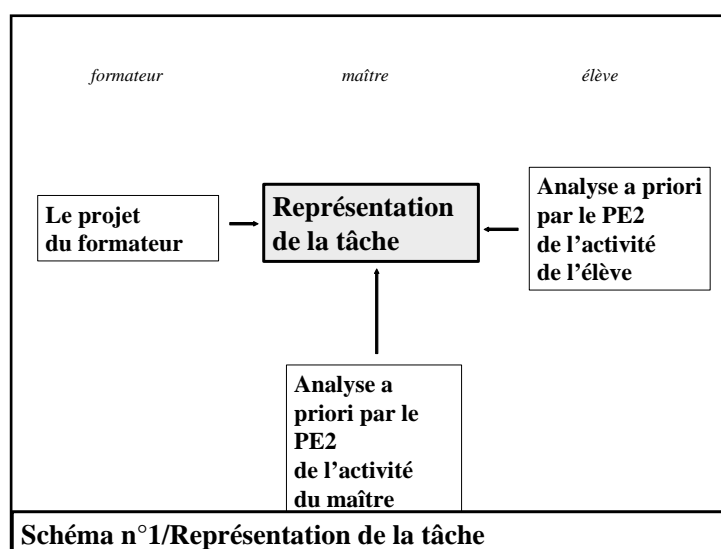 formateur
maître
élève
Le projet
du formateur
Représentation
de la tâche
Analyse a priori
par le PE2
de l'activité
de l'élève
Analyse a
priori par le
PE2
de l'activité
du maître
Schéma n°1/Représentation de la tâche